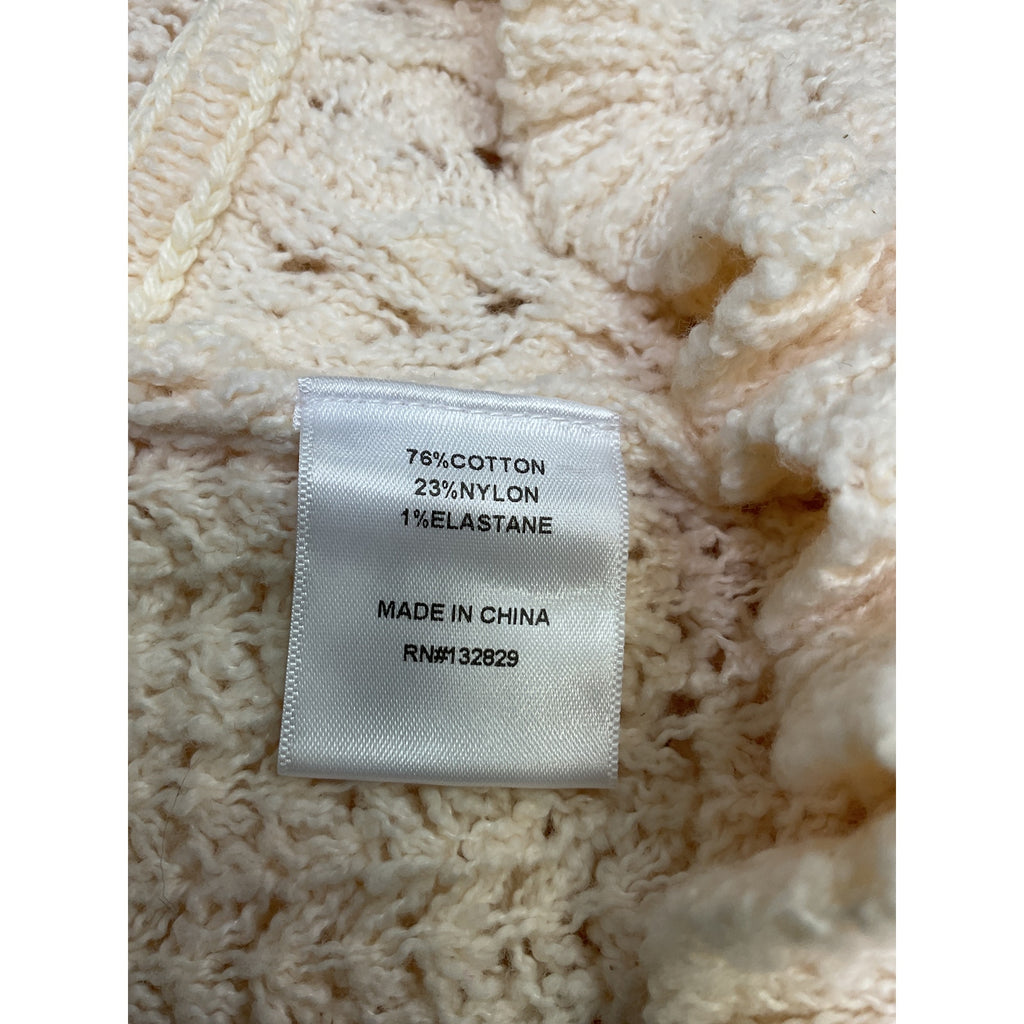 76%COTTON
23%NYLON
1%ELASTANE
MADE IN CHINA
RN#132829